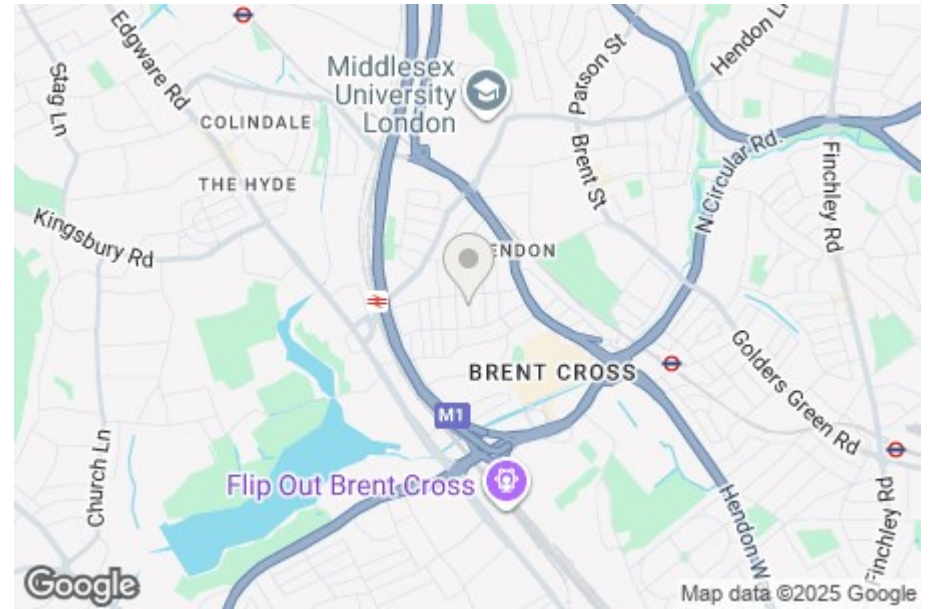 Edgware Rd
Stag Ln
Middlesex
University
London
Parson St
Hendon L
COLINDALE
Brent St
N Circular Rd
THE HYDE
Finchley Rd
Kingsbury Rd
ENDON
BRENT CROSS
Golders Green Rd
M1
Church Ln
Flip Out Brent Cross
Hendon W
Finchley Rd
Google
Map data ©2025 Google